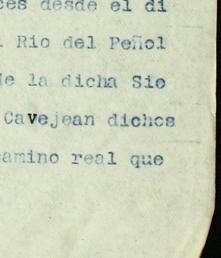 ces desde el di
l Rio del Peñol
de la dicha Sie
Cavejean dichos
camino real que